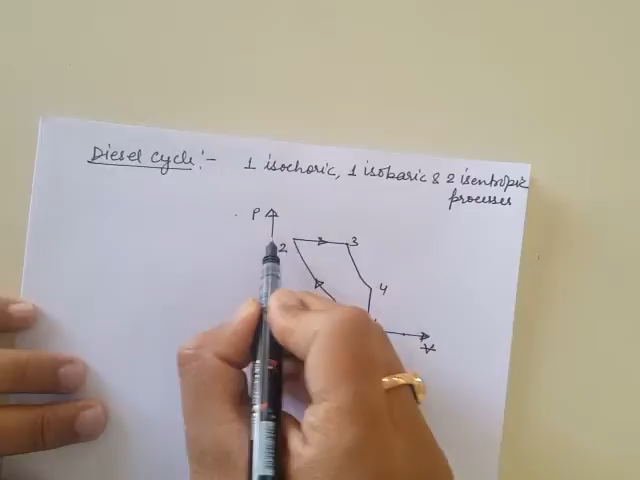 Diesel Cycle:- 1 isochoric, 1 isobaric & 2 isentropic
processes
P
2 3
4
V